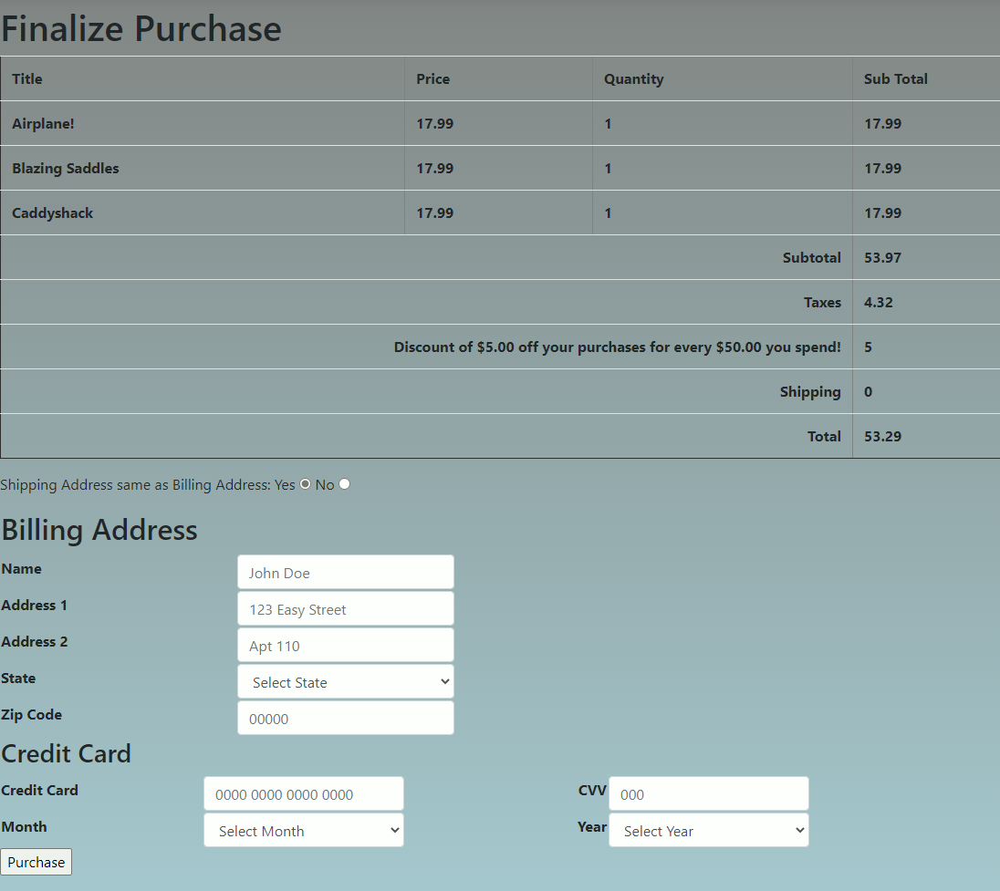 Finalize Purchase
Title Price Quantity Sub Total
Airplane! 17.99 1 17.99
Blazing Saddles 17.99 1 17.99
Caddyshack 17.99 1 17.99
Subtotal 53.97
Taxes 4.32
Discount of $5.00 off your purchases for every $50.00 you spend! 5
Shipping 0
Total 53.29
Shipping Address same as Billing Address: Yes No
Billing Address
Name John Doe
Address 1 123 Easy Street
Address 2 Apt 110
State Select State
Zip Code 00000
Credit Card
Credit Card 0000 0000 0000 0000 CVV 000
Month Select Month Year Select Year
Purchase